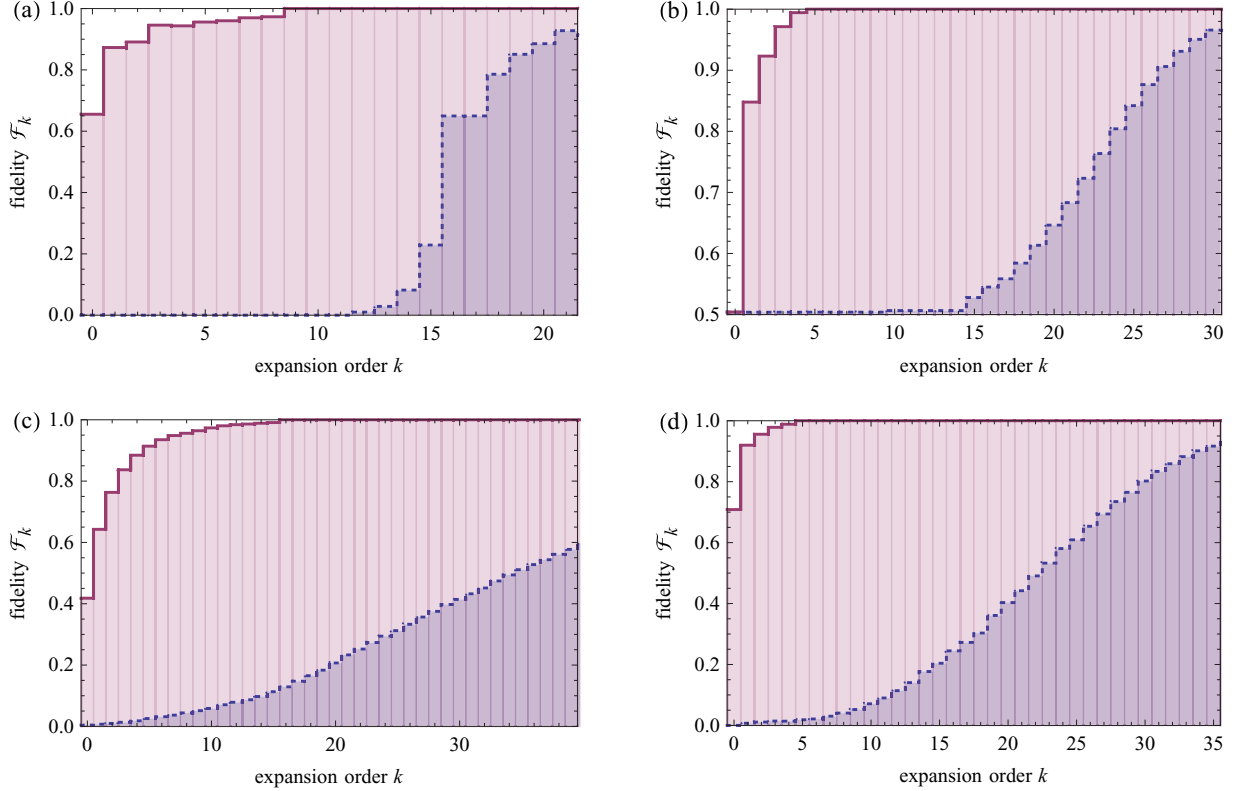 (a)
1.0
0.8
0.6
0.4
0.2
0.0
fidelity ℱk
0 5 10 15 20
expansion order k
(b)
1.0
0.9
0.8
0.7
0.6
0.5
fidelity ℱk
0 5 10 15 20 25 30
expansion order k
(c)
1.0
0.8
0.6
0.4
0.2
0.0
fidelity ℱk
0 10 20 30
expansion order k
(d)
1.0
0.8
0.6
0.4
0.2
0.0
fidelity ℱk
0 5 10 15 20 25 30 35
expansion order k